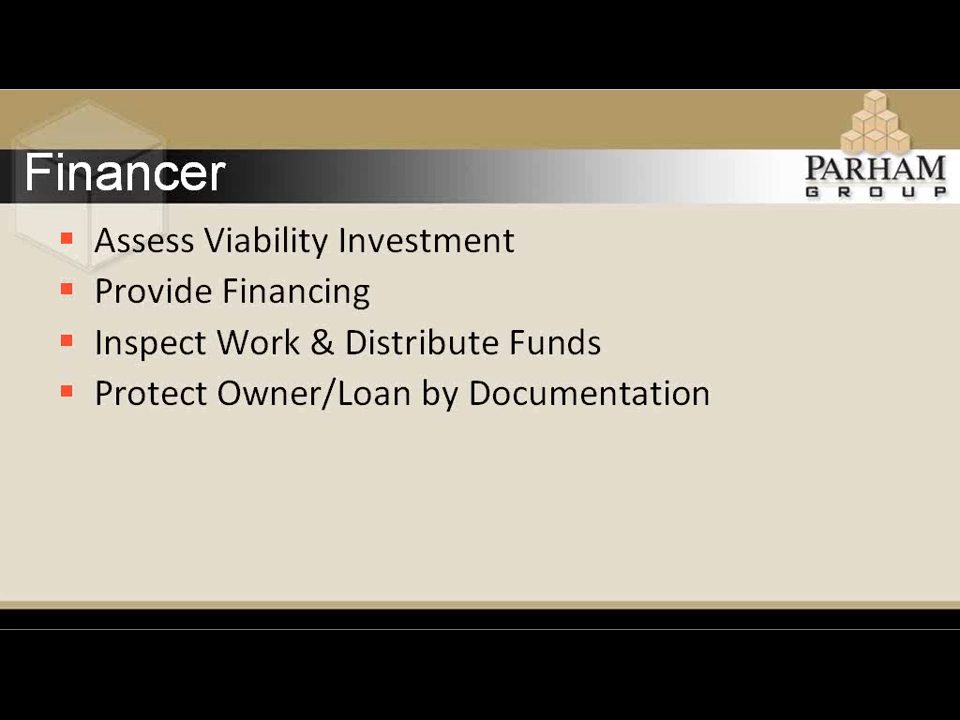 Financer
PARHAM
GROUP
Assess Viability Investment
Provide Financing
Inspect Work & Distribute Funds
Protect Owner/Loan by Documentation